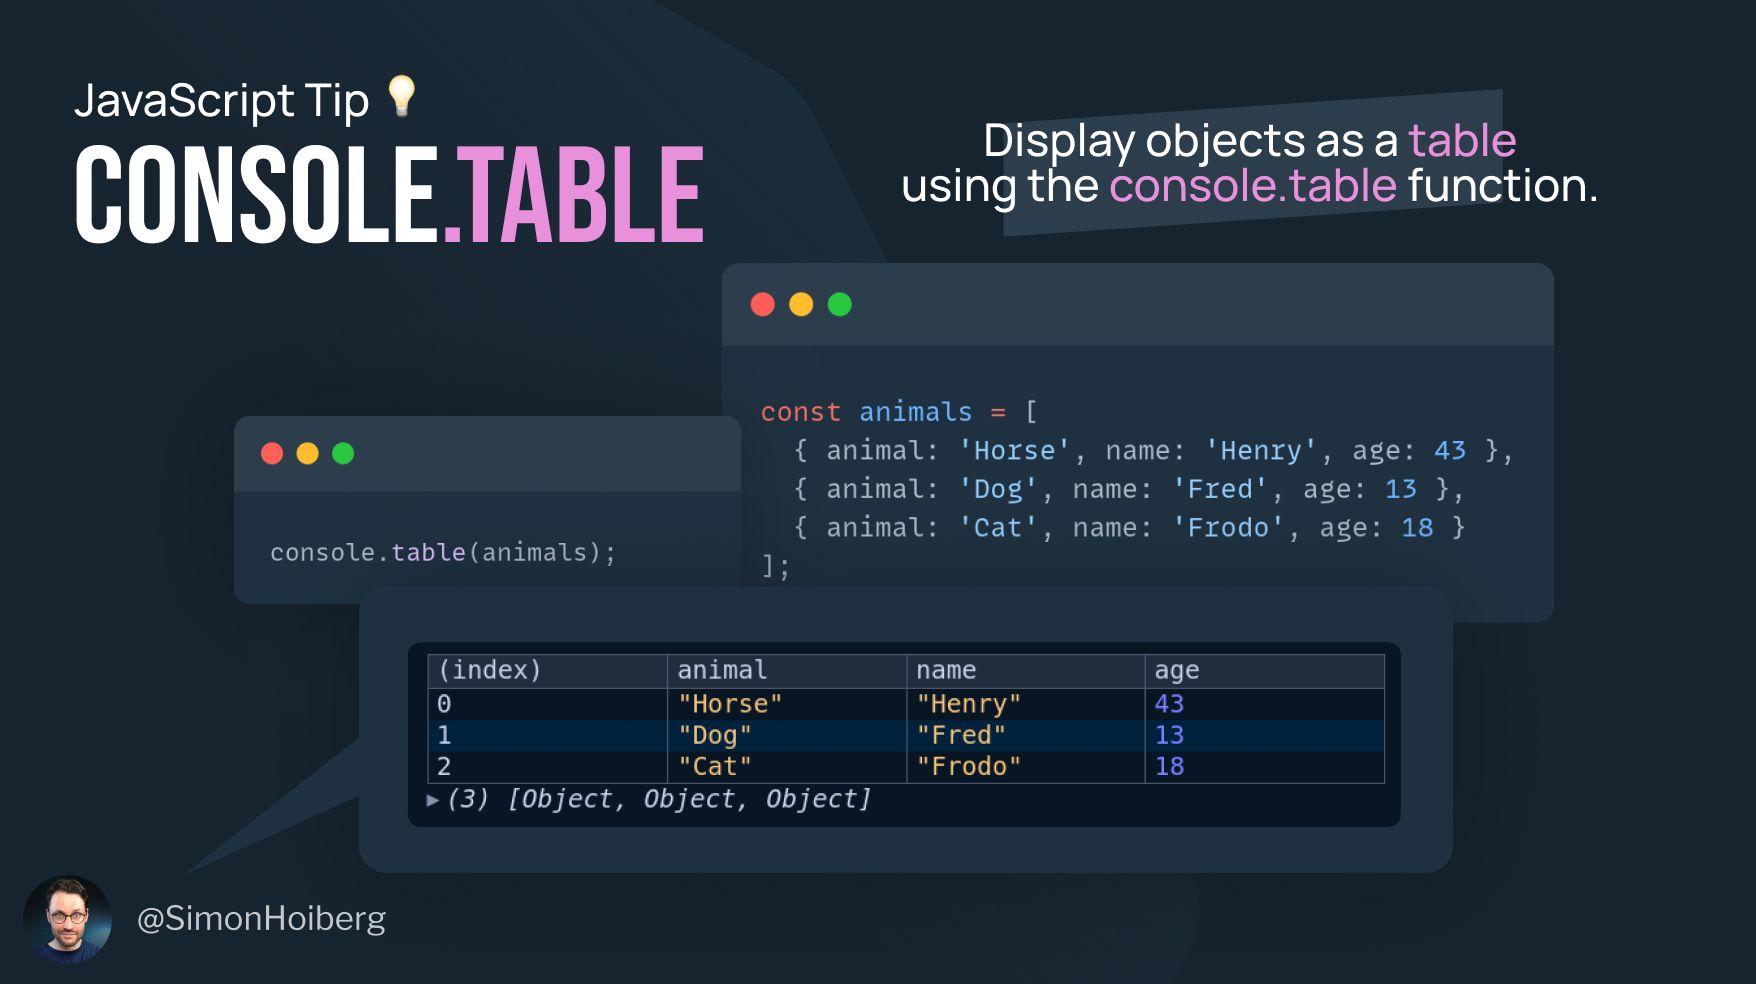 JavaScript Tip 💡
CONSOLE.TABLE
Display objects as a table
using the console.table function.
const animals = [
  { animal: 'Horse', name: 'Henry', age: 43 },
  { animal: 'Dog', name: 'Fred', age: 13 },
  { animal: 'Cat', name: 'Frodo', age: 18 }
];
console.table(animals);
(index) animal name age
0 "Horse" "Henry" 43
1 "Dog" "Fred" 13
2 "Cat" "Frodo" 18
▶(3) [Object, Object, Object]
@SimonHoiberg